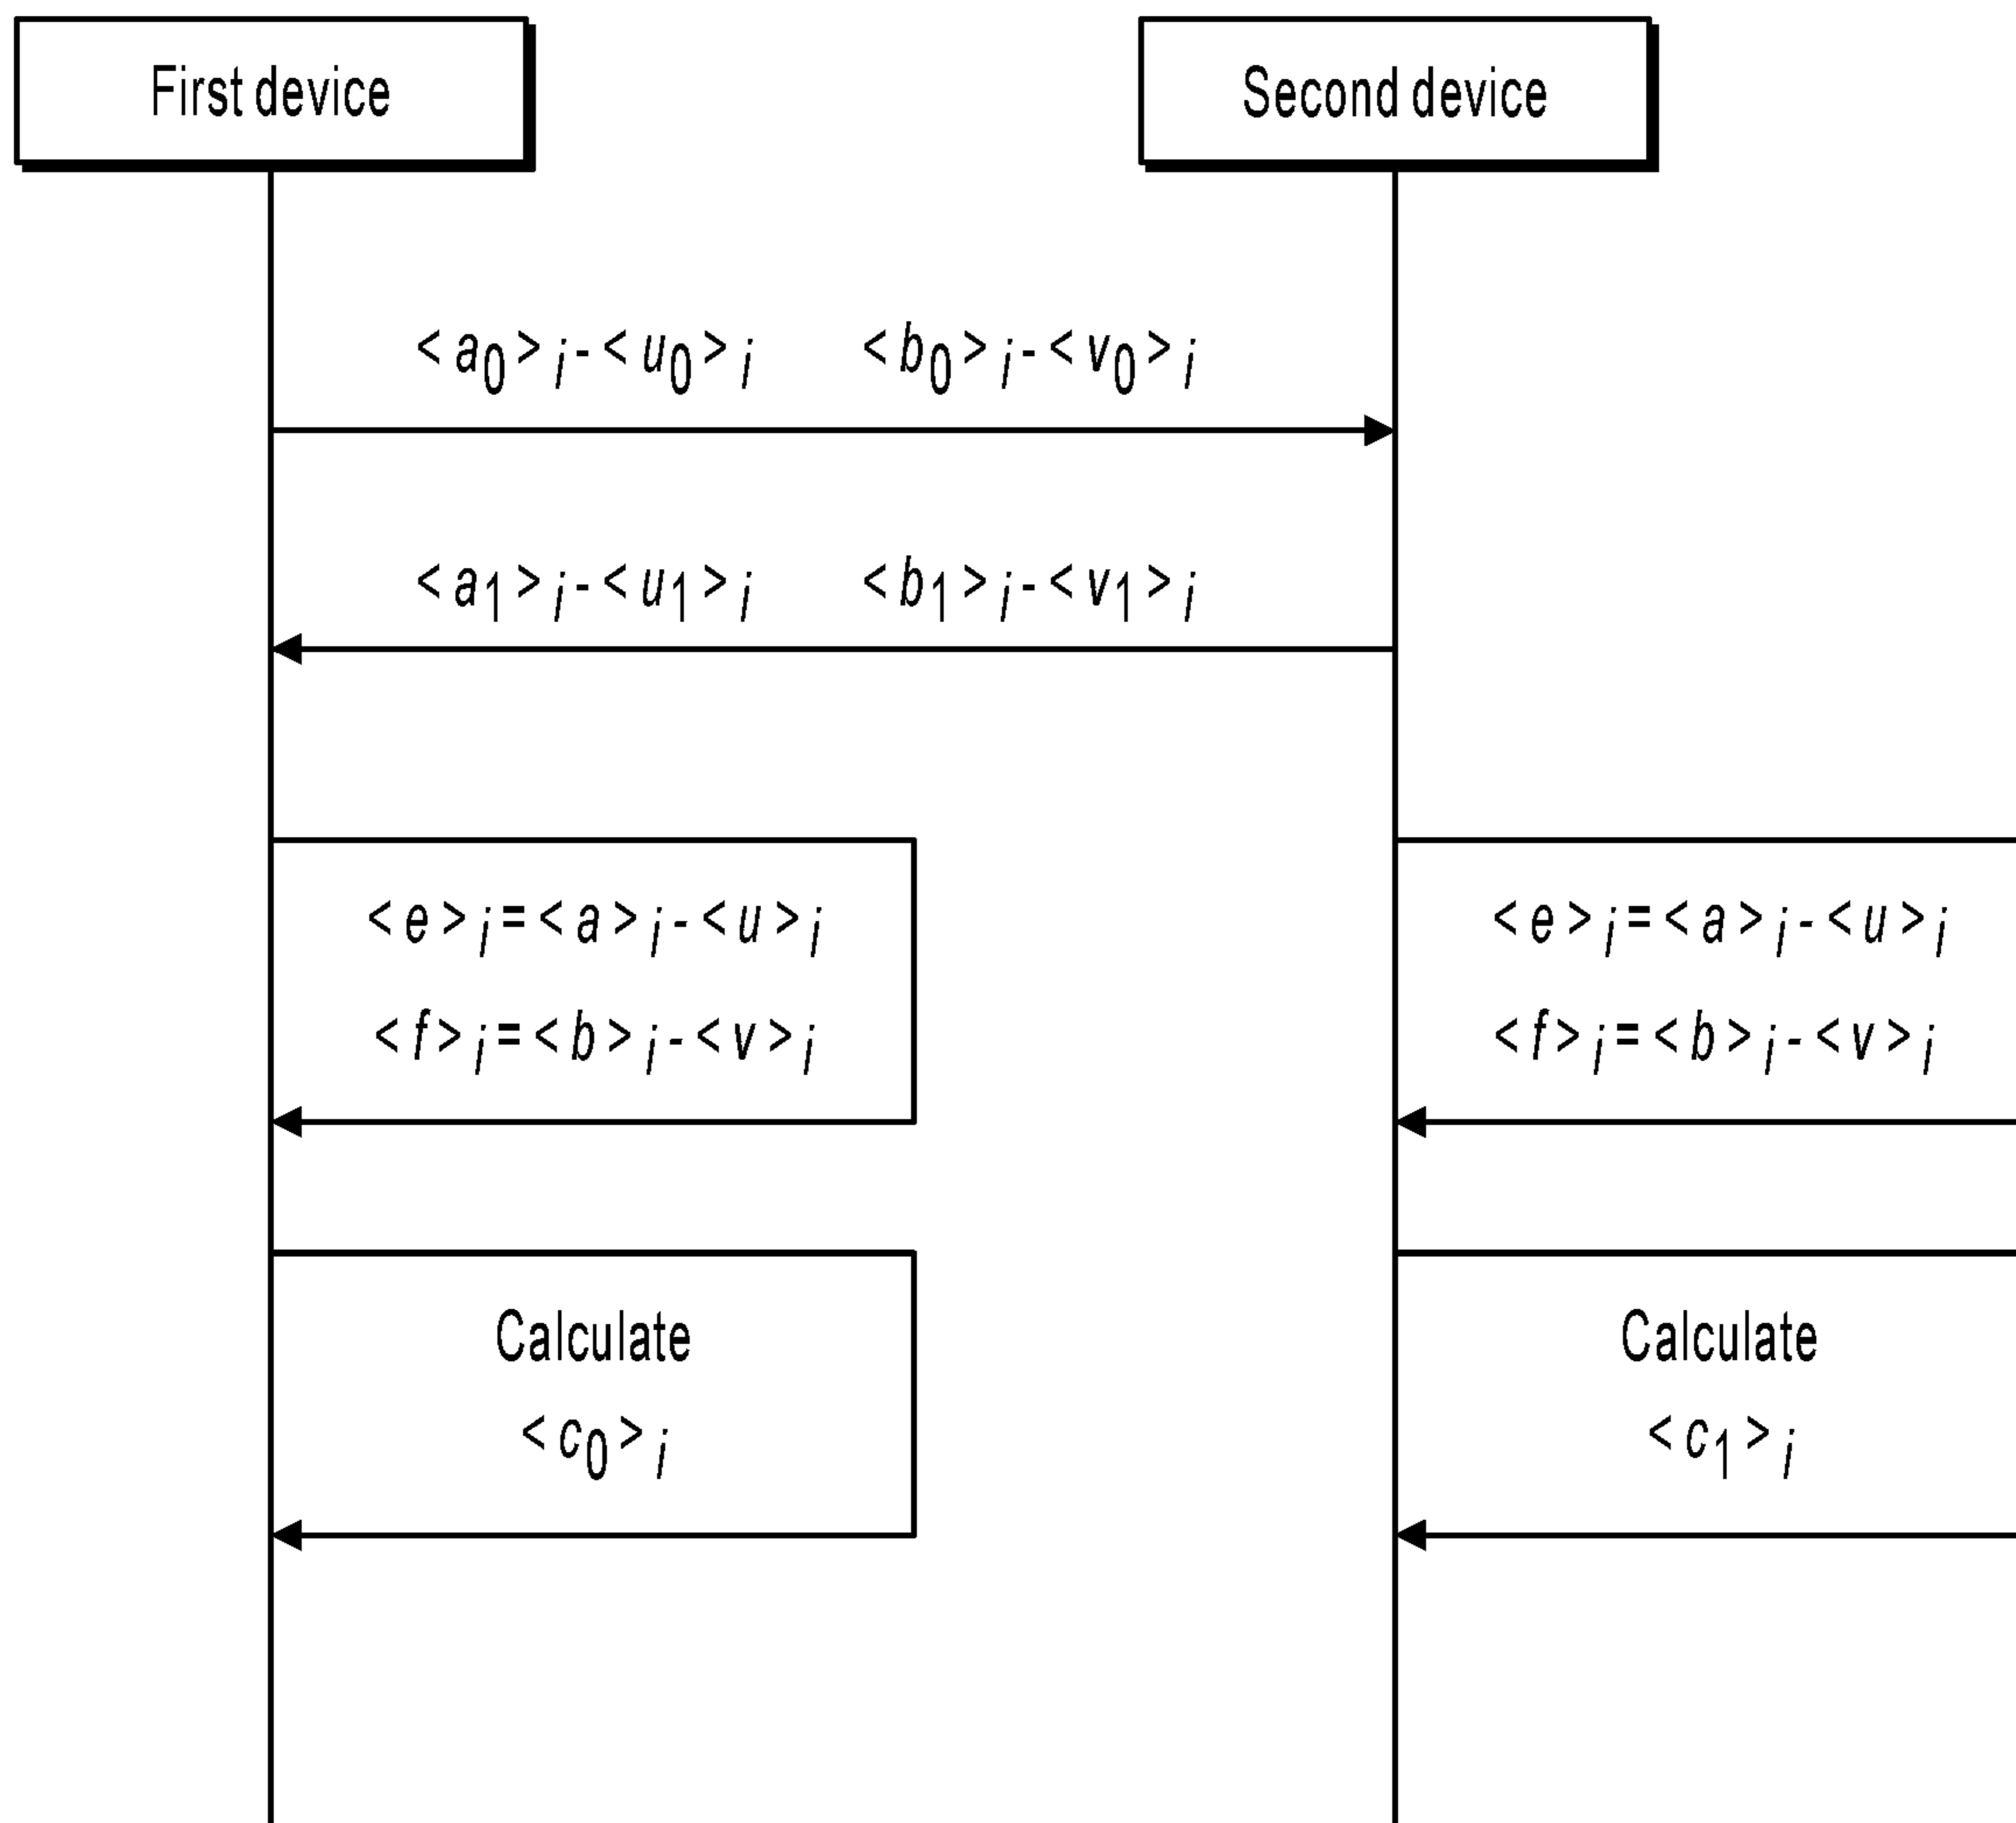 First device
Second device
<a0>i-<u0>i <b0>i-<v0>i
<a1>i-<u1>i <b1>i-<v1>i
<e>i=<a>i-<u>i
<f>i=<b>i-<v>i
<e>i=<a>i-<u>i
<f>i=<b>i-<v>i
Calculate
<c0>i
Calculate
<c1>i